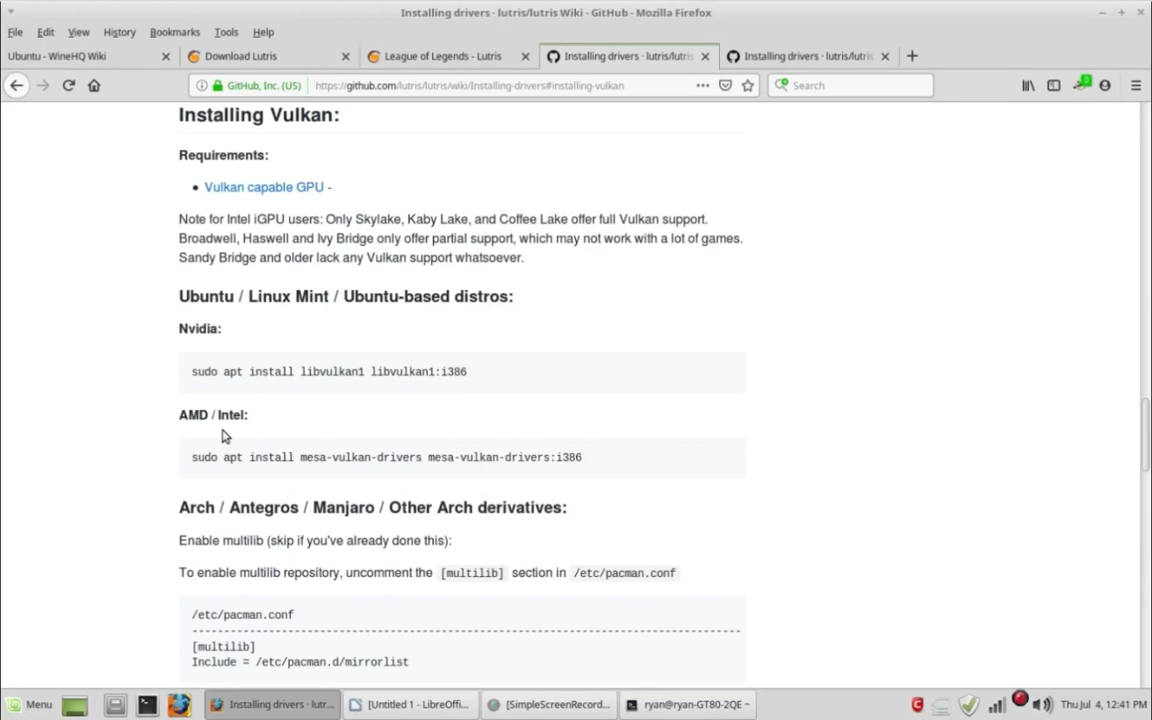 Installing drivers · lutris/lutris Wiki · GitHub - Mozilla Firefox
File Edit View History Bookmarks Tools Help
Ubuntu - WineHQ Wiki
Download Lutris
League of Legends - Lutris
Installing drivers · lutris/lutris
Installing drivers · lutris/lutris
GitHub, Inc. (US)
https://github.com/lutris/lutris/wiki/Installing-drivers#installing-vulkan
Search
Installing Vulkan:
Requirements:
• Vulkan capable GPU -
Note for Intel iGPU users: Only Skylake, Kaby Lake, and Coffee Lake offer full Vulkan support.
Broadwell, Haswell and Ivy Bridge only offer partial support, which may not work with a lot of games.
Sandy Bridge and older lack any Vulkan support whatsoever.
Ubuntu / Linux Mint / Ubuntu-based distros:
Nvidia:
sudo apt install libvulkan1 libvulkan1:i386
AMD / Intel:
sudo apt install mesa-vulkan-drivers mesa-vulkan-drivers:i386
Arch / Antegros / Manjaro / Other Arch derivatives:
Enable multilib (skip if you've already done this):
To enable multilib repository, uncomment the [multilib] section in /etc/pacman.conf
/etc/pacman.conf
--------------------------------------------------------------------------------------
[multilib]
Include = /etc/pacman.d/mirrorlist
Menu
Installing drivers · lutr...
[Untitled 1 - LibreOffi...
[SimpleScreenRecord...
ryan@ryan-GT80-2QE ~
Thu Jul 4, 12:41 PM